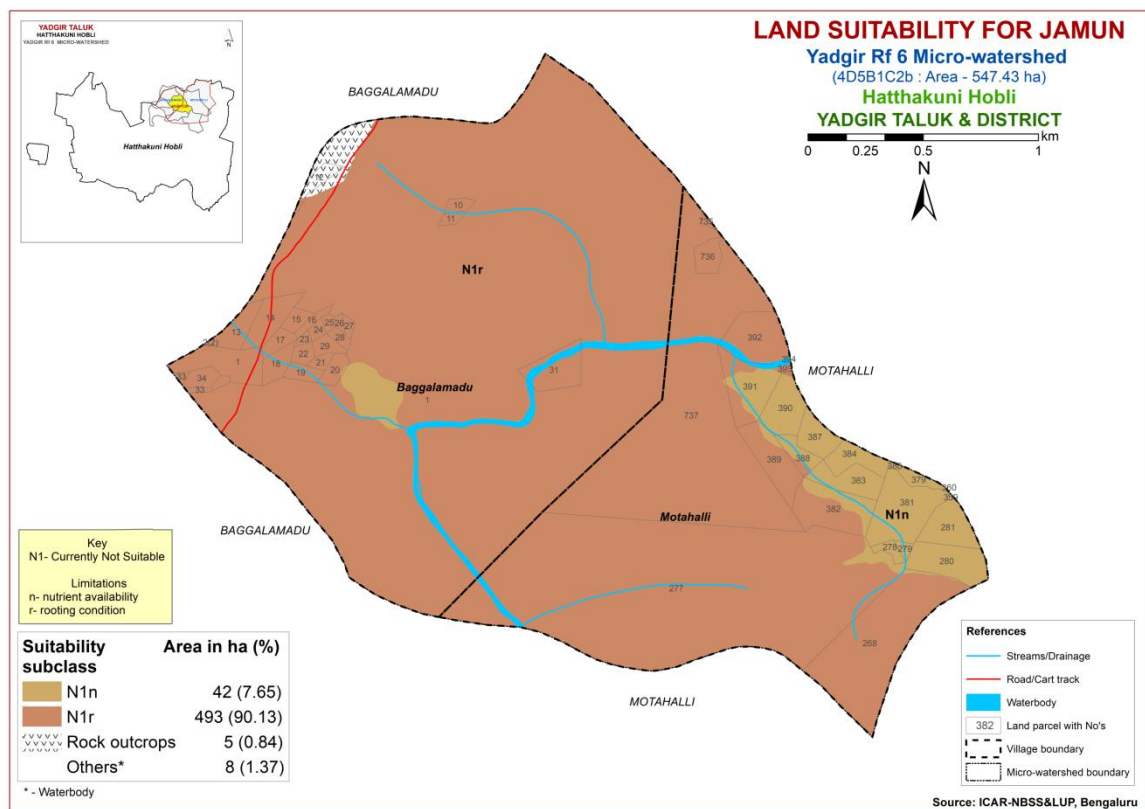 YADGIR TALUK
HATTHAKUNI HOBLI
YADGIR Rf 6 MICRO-WATERSHED
N
Hatthakuni Hobli
LAND SUITABILITY FOR JAMUN
Yadgir Rf 6 Micro-watershed
(4D5B1C2b : Area - 547.43 ha)
Hatthakuni Hobli
YADGIR TALUK & DISTRICT
km
0 0.25 0.5 1
N
BAGGALAMADU
12
10
11
N1r
735
736
13
14
15 16 25 26 27
24
17 23 28
22 29
1 18 21
19 20
33 34
33
31
Baggalamadu
1
392
394
395
MOTAHALLI
391
390
737
387
389 388 384
385
383 379
360
381 359
382
N1n
281
Motahalli
278 279
280
277
268
BAGGALAMADU
MOTAHALLI
Key
N1- Currently Not Suitable
Limitations
n- nutrient availability
r- rooting condition
Suitability subclass Area in ha (%)
N1n 42 (7.65)
N1r 493 (90.13)
Rock outcrops 5 (0.84)
Others* 8 (1.37)
* - Waterbody
References
Streams/Drainage
Road/Cart track
Waterbody
382 Land parcel with No's
Village boundary
Micro-watershed boundary
Source: ICAR-NBSS&LUP, Bengaluru